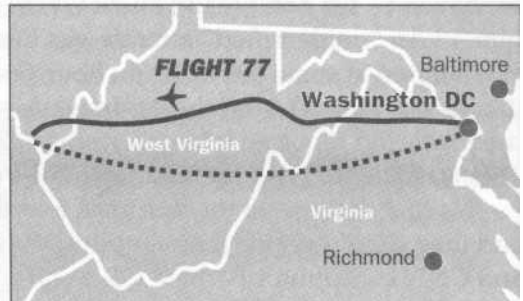 FLIGHT 77
Baltimore
Washington DC
West Virginia
Virginia
Richmond